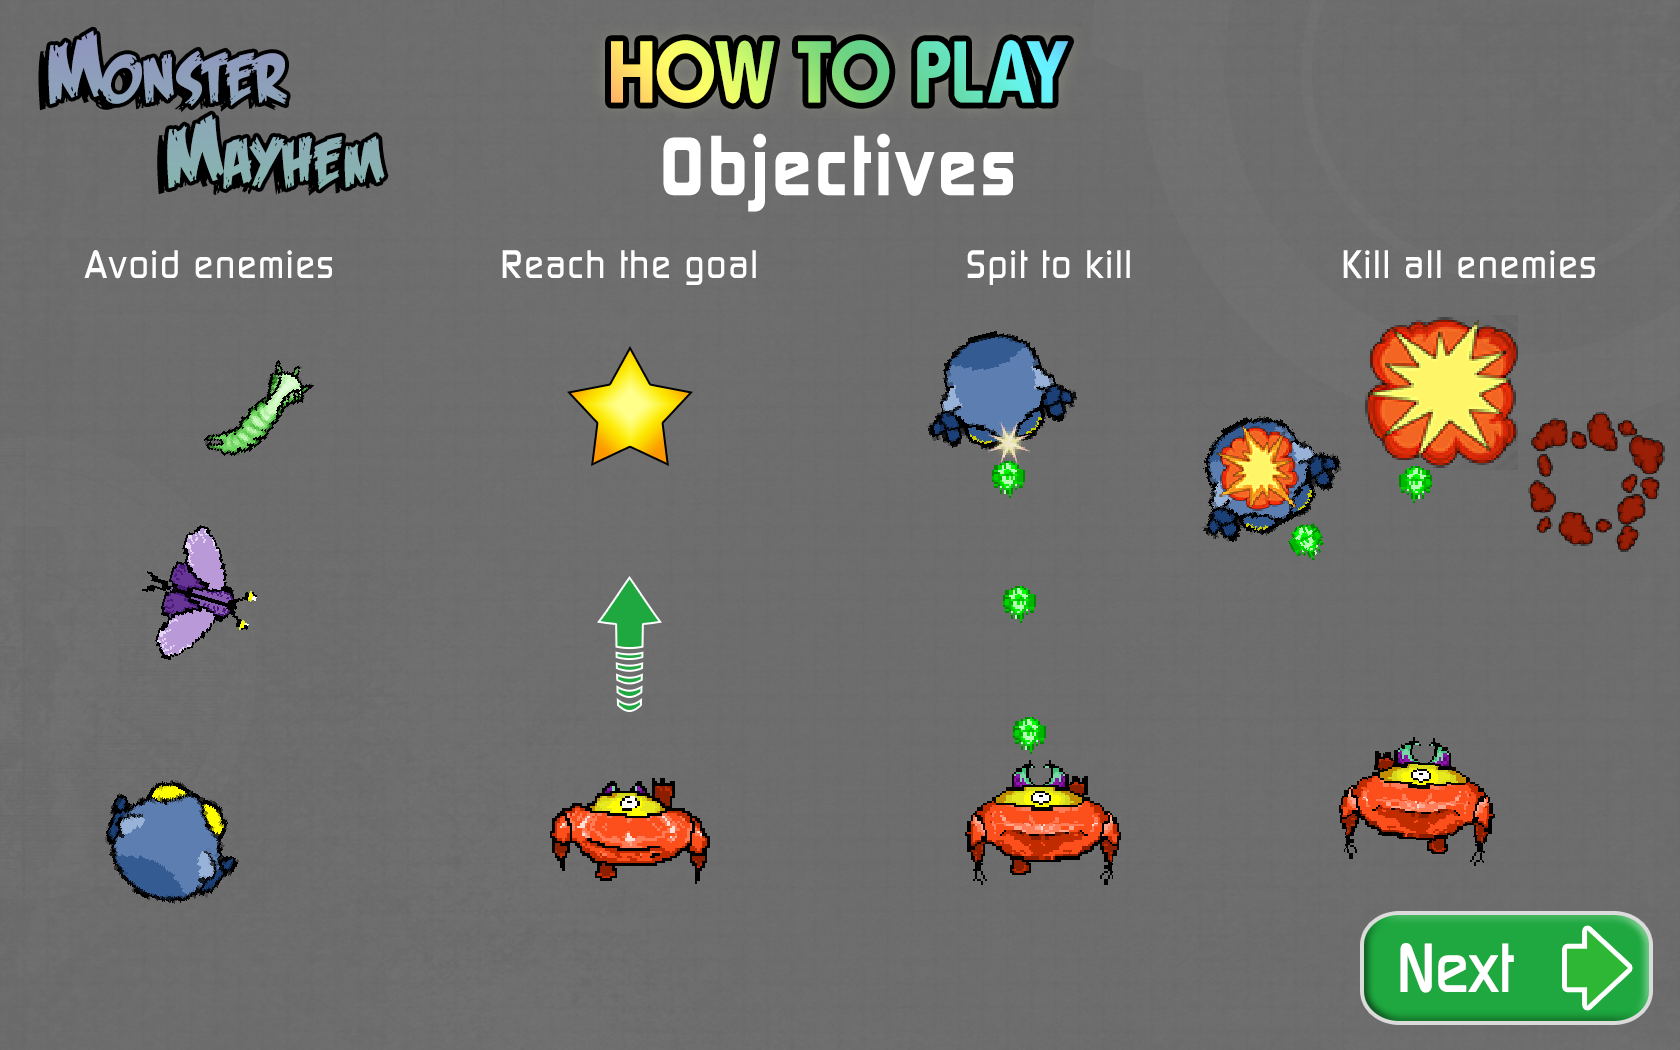 Monster
Mayhem
HOW TO PLAY
Objectives
Avoid enemies
Reach the goal
Spit to kill
Kill all enemies
Next